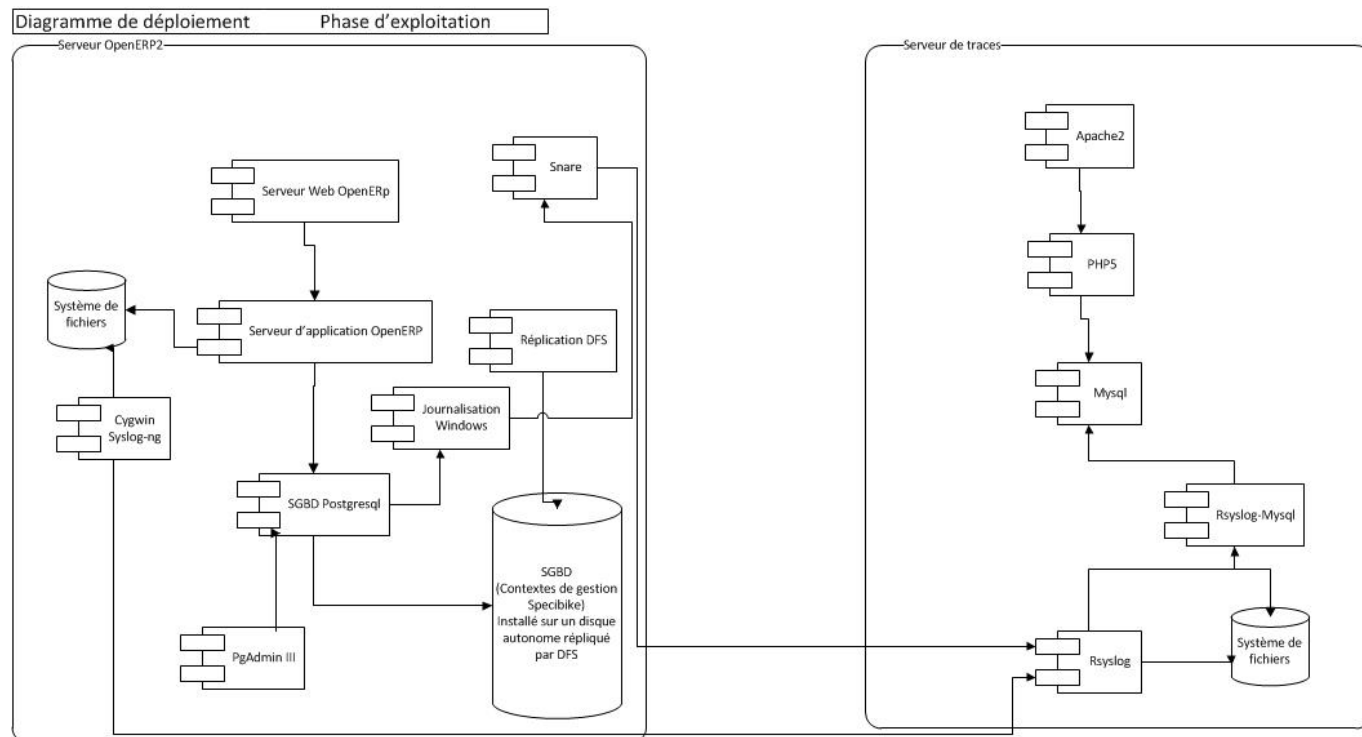 Diagramme de déploiement Phase d'exploitation
Serveur OpenERP2
Serveur de traces
Apache2
Snare
Serveur Web OpenERp
PHP5
Système de
fichiers
Serveur d'application OpenERP
Réplication DFS
Mysql
Journalisation
Windows
Cygwin
Syslog-ng
SGBD Postgresql
Rsyslog-Mysql
SGBD
(Contextes de gestion
Specibike)
Installé sur un disque
autonome répliqué
par DFS
PgAdmin III
Rsyslog
Système de
fichiers